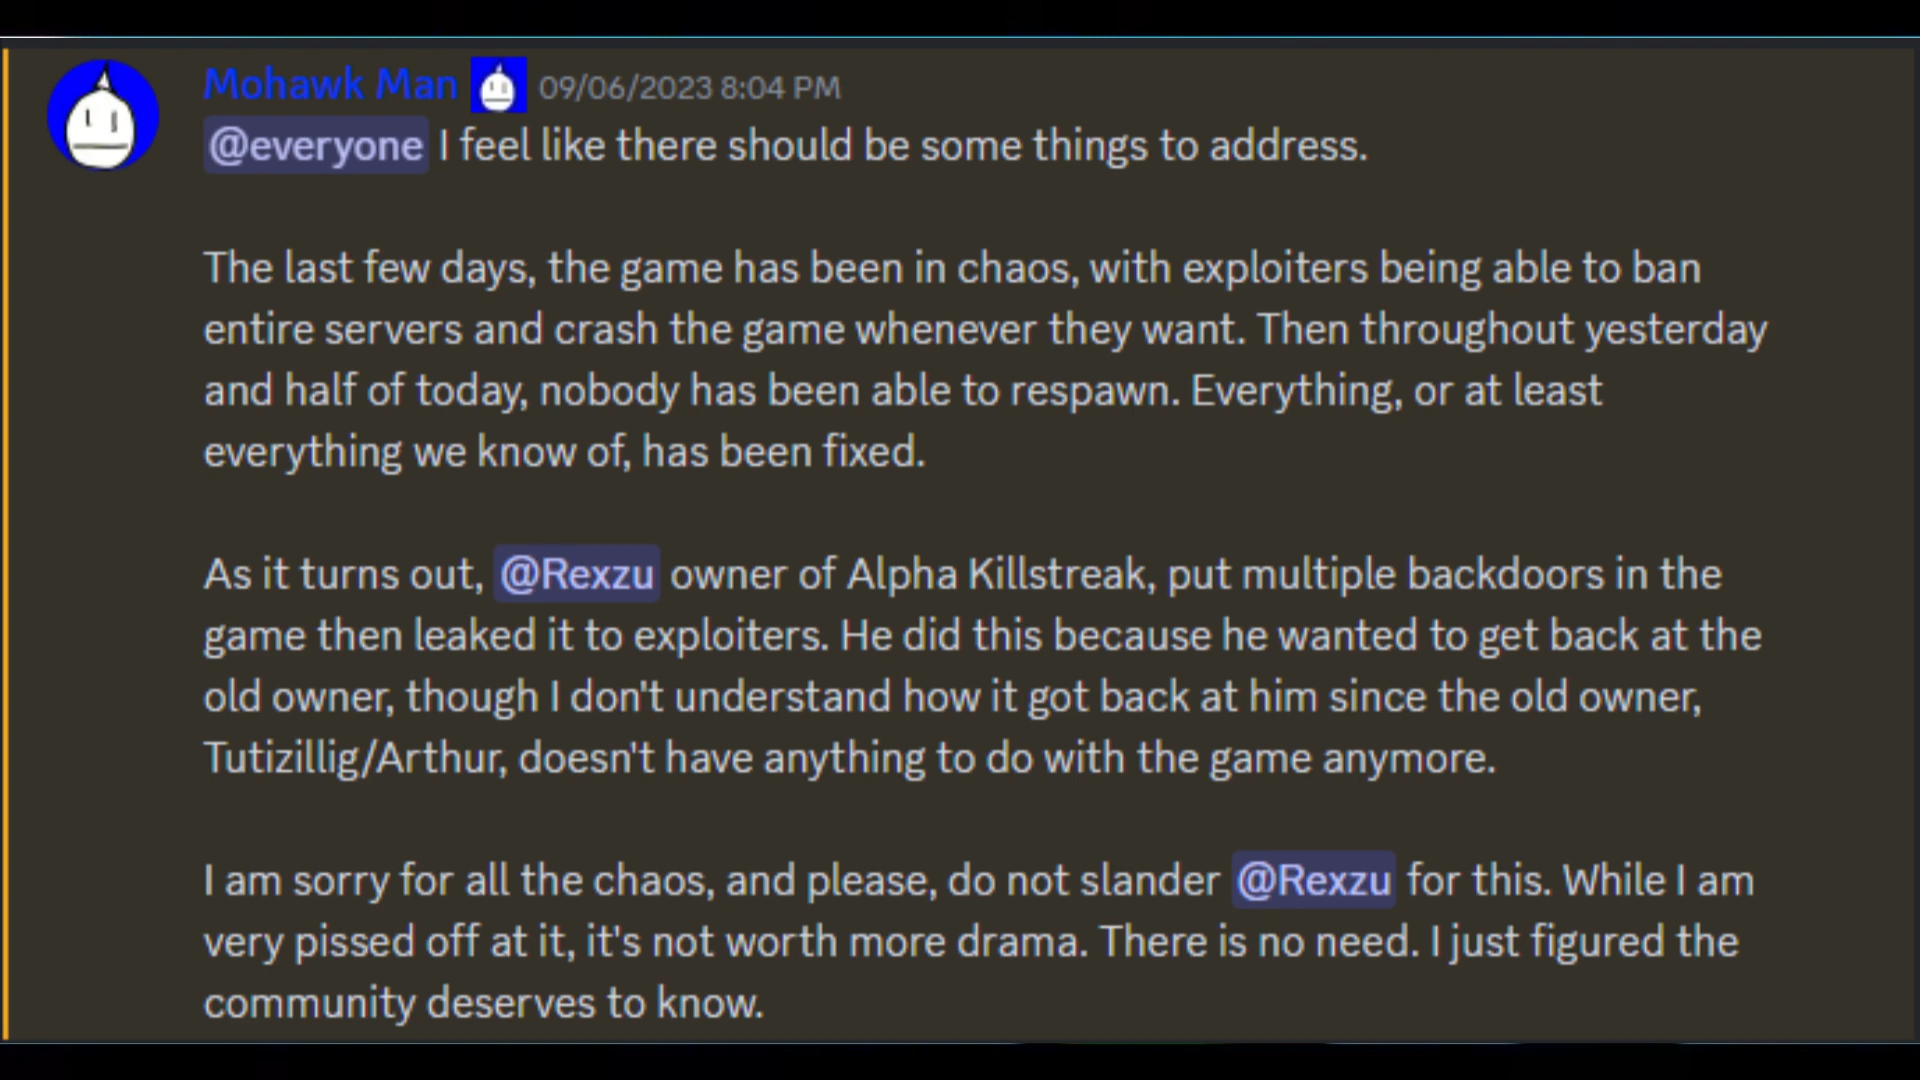 Mohawk Man 09/06/2023 8:04 PM
@everyone I feel like there should be some things to address.
The last few days, the game has been in chaos, with exploiters being able to ban
entire servers and crash the game whenever they want. Then throughout yesterday
and half of today, nobody has been able to respawn. Everything, or at least
everything we know of, has been fixed.
As it turns out, @Rexzu owner of Alpha Killstreak, put multiple backdoors in the
game then leaked it to exploiters. He did this because he wanted to get back at the
old owner, though I don't understand how it got back at him since the old owner,
Tutizillig/Arthur, doesn't have anything to do with the game anymore.
I am sorry for all the chaos, and please, do not slander @Rexzu for this. While I am
very pissed off at it, it's not worth more drama. There is no need. I just figured the
community deserves to know.